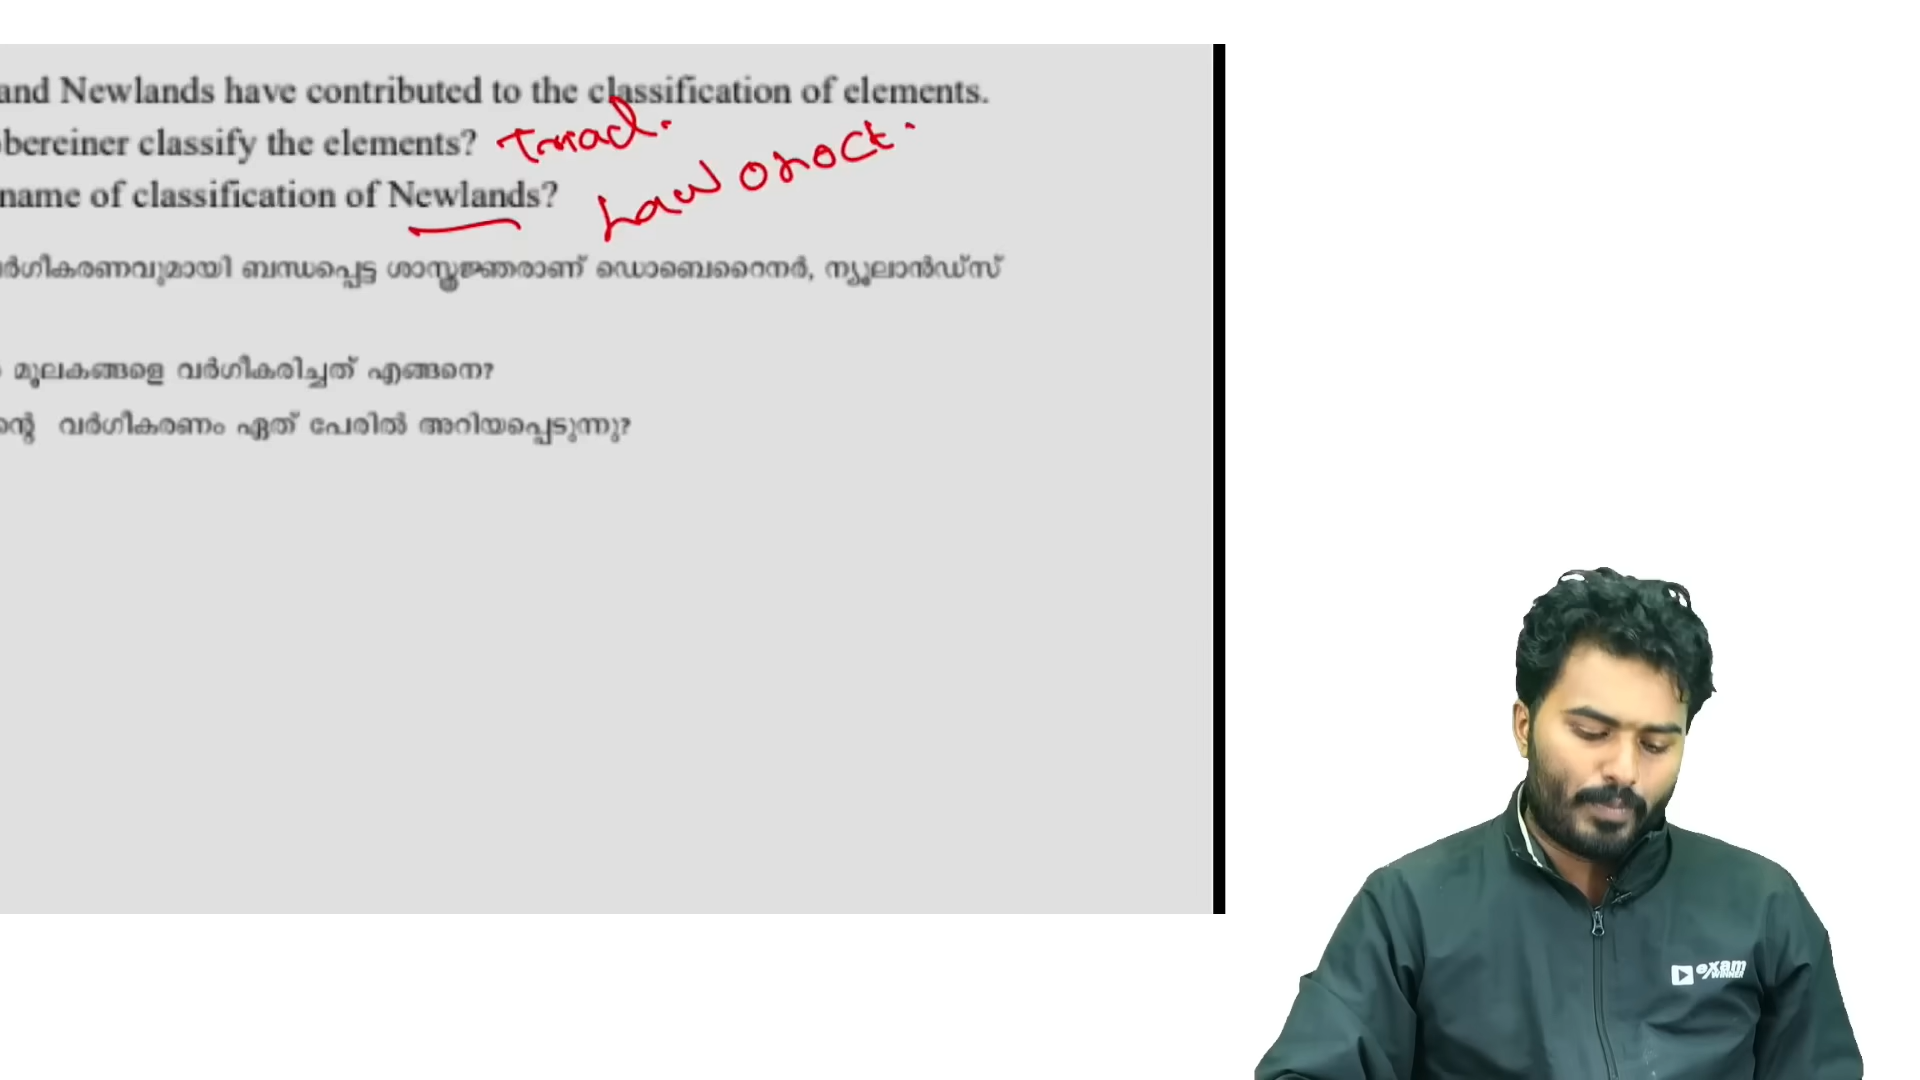 and Newlands have contributed to the classification of elements.
bereiner classify the elements? Triad.
name of classification of Newlands? Law of oct.
ർഗീകരണവുമായി ബന്ധപ്പെട്ട ശാസ്ത്രജ്ഞരാണ് ഡൊബെറൈനർ, ന്യൂലാൻഡ്സ്
മൂലകങ്ങളെ വർഗീകരിച്ചത് എങ്ങനെ?
ന്റെ വർഗീകരണം ഏത് പേരിൽ അറിയപ്പെടുന്നു?
exam
WINNER